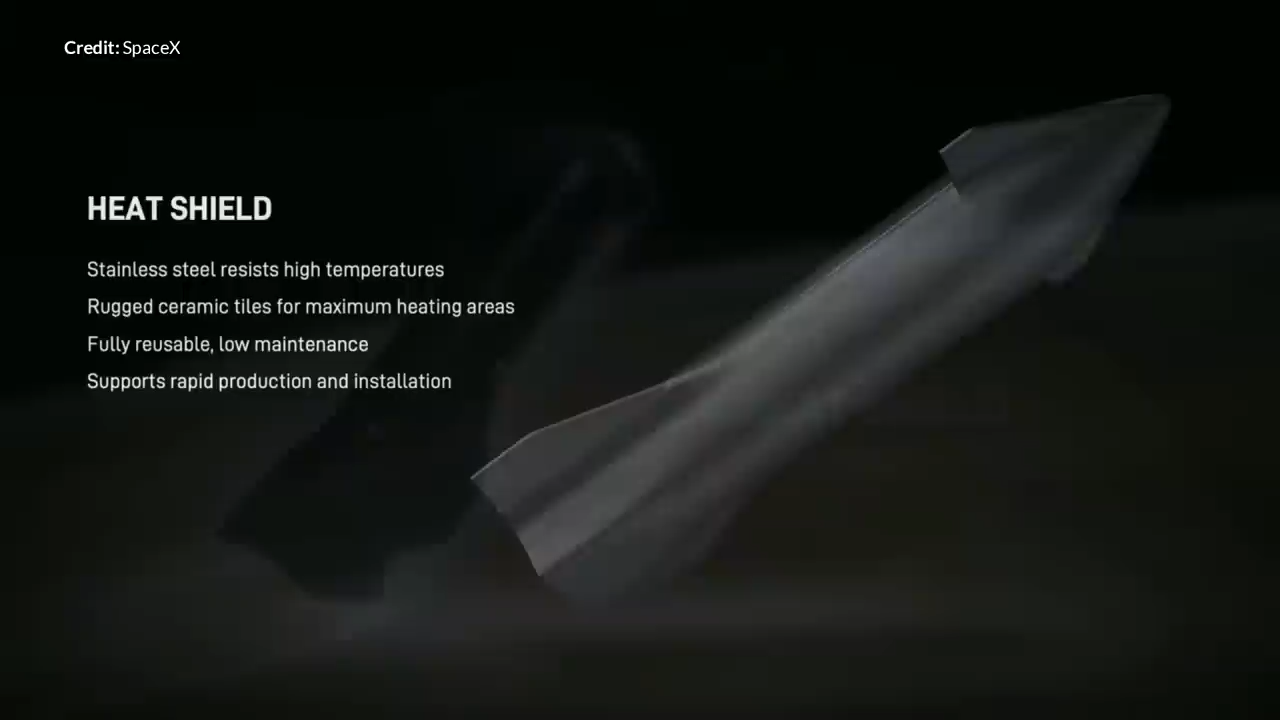 Credit: SpaceX
HEAT SHIELD
Stainless steel resists high temperatures
Rugged ceramic tiles for maximum heating areas
Fully reusable, low maintenance
Supports rapid production and installation